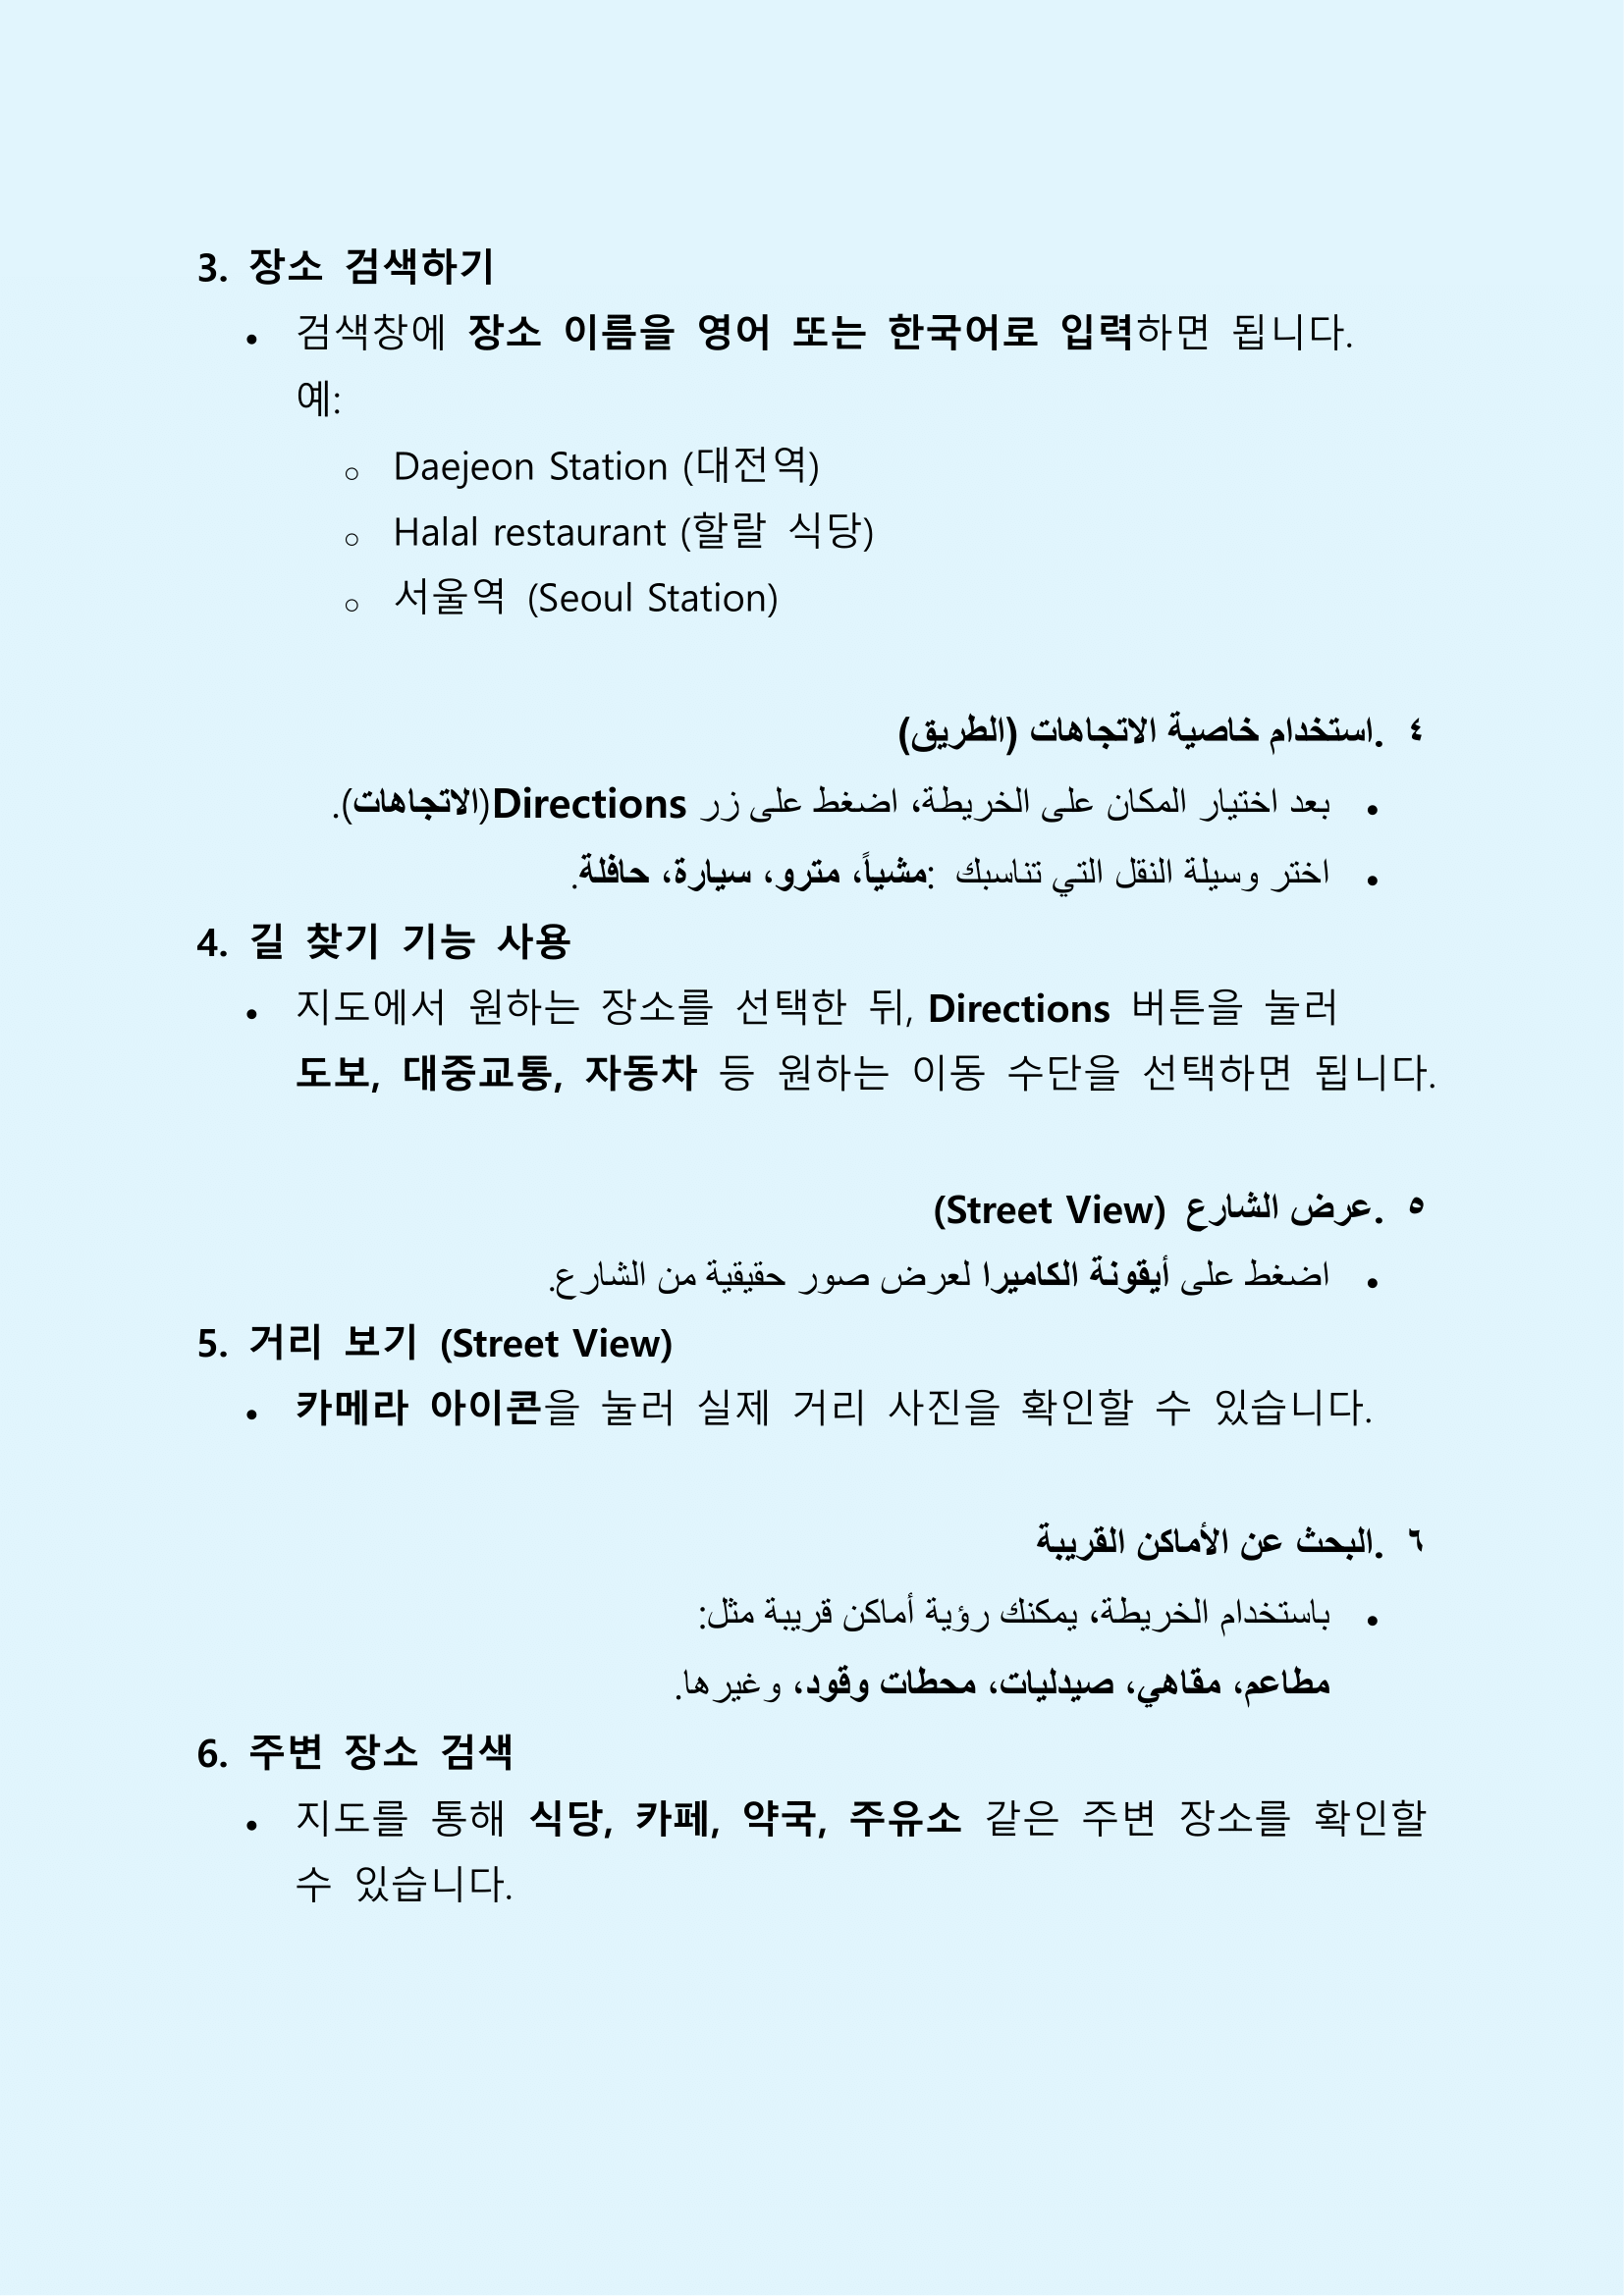 3. 장소 검색하기
• 검색창에 장소 이름을 영어 또는 한국어로 입력하면 됩니다.
예:
○ Daejeon Station (대전역)
○ Halal restaurant (할랄 식당)
○ 서울역 (Seoul Station)
٤ .استخدام خاصية الاتجاهات (الطريق)
• بعد اختيار المكان على الخريطة، اضغط على زر Directions(الاتجاهات).
• اختر وسيلة النقل التي تناسبك :مشياً، مترو، سيارة، حافلة.
4. 길 찾기 기능 사용
• 지도에서 원하는 장소를 선택한 뒤, Directions 버튼을 눌러
도보, 대중교통, 자동차 등 원하는 이동 수단을 선택하면 됩니다.
٥ .عرض الشارع (Street View)
• اضغط على أيقونة الكاميرا لعرض صور حقيقية من الشارع.
5. 거리 보기 (Street View)
• 카메라 아이콘을 눌러 실제 거리 사진을 확인할 수 있습니다.
٦ .البحث عن الأماكن القريبة
• باستخدام الخريطة، يمكنك رؤية أماكن قريبة مثل:
مطاعم، مقاهي، صيدليات، محطات وقود، وغيرها.
6. 주변 장소 검색
• 지도를 통해 식당, 카페, 약국, 주유소 같은 주변 장소를 확인할
수 있습니다.